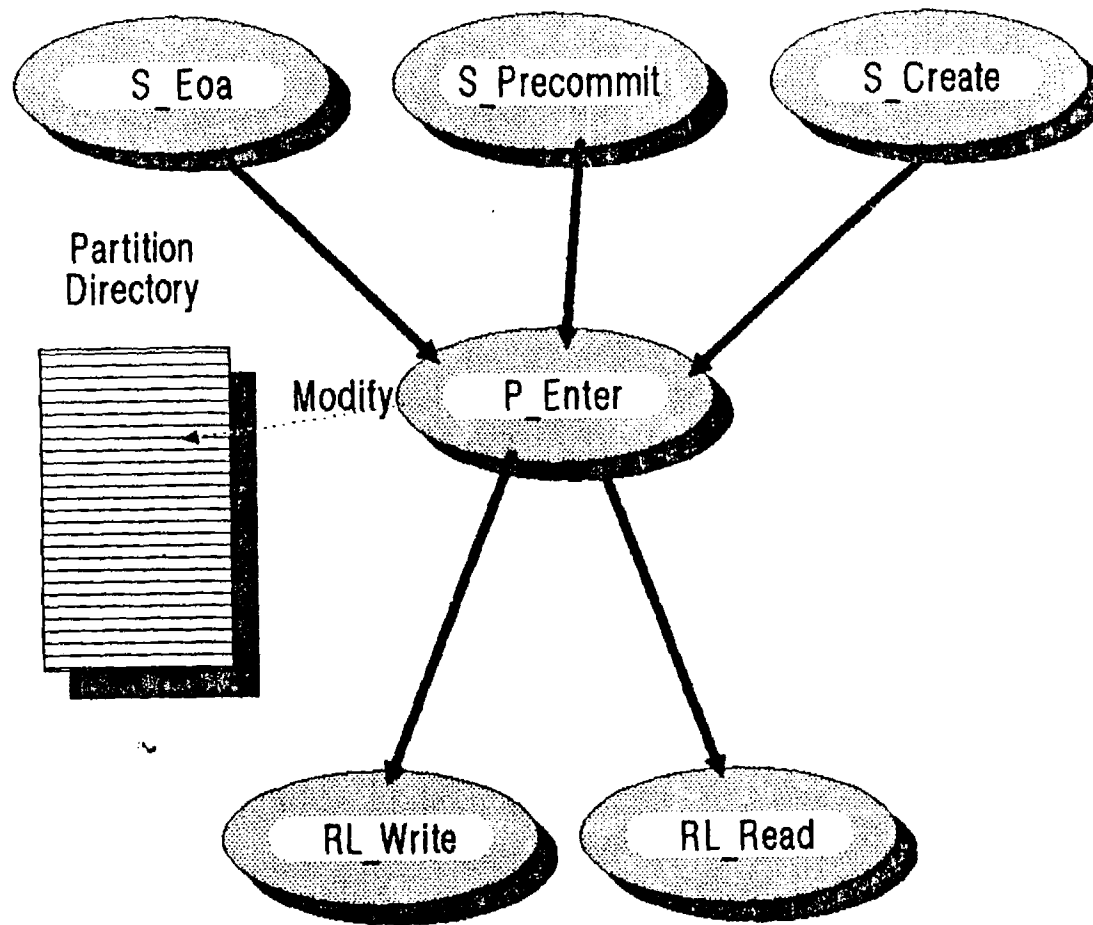 S_Eoa
S_Precommit
S_Create
Partition
Directory
Modify
P_Enter
RL_Write
RL_Read